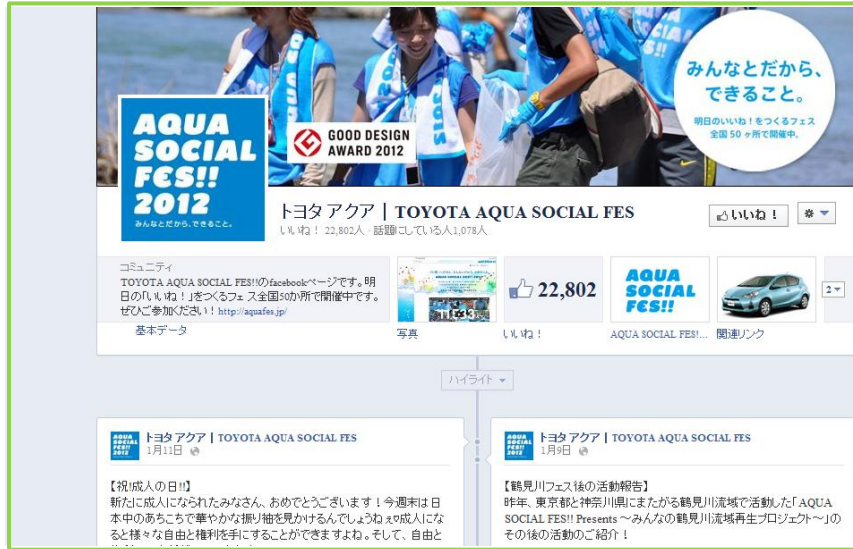 みんなとだから、
できること。
明日のいいね！をつくるフェス
全国 50 ヶ所で開催中。
AQUA
SOCIAL
FES!!
2012
みんなとだから、できること。
GOOD DESIGN
AWARD 2012
トヨタ アクア | TOYOTA AQUA SOCIAL FES
いいね！ 22,802人 · 話題にしている人1,078人
いいね！
コミュニティ
TOYOTA AQUA SOCIAL FES!!のfacebookページです。明
日の「いいね！」をつくるフェス全国50か所で開催中です。
ぜひご参加ください！http://aquafes.jp/
基本データ
写真
22,802
いいね！
AQUA
SOCIAL
FES!!
AQUA SOCIAL FES!...
関連リンク
2
ハイライト
AQUA
SOCIAL
FES!!
2012
トヨタ アクア | TOYOTA AQUA SOCIAL FES
1月11日
【祝!成人の日!!】
新たに成人になられたみなさん、おめでとうございます！今週末は日
本中のあちこちで華やかな振り袖を見かけるんでしょうね
成人にな
ると様々な自由と権利を手にすることができますよね。そして、自由と
AQUA
SOCIAL
FES!!
2012
トヨタ アクア | TOYOTA AQUA SOCIAL FES
1月9日
【鶴見川フェス後の活動報告】
昨年、東京都と神奈川県にまたがる鶴見川流域で活動した「AQUA
SOCIAL FES!! Presents ～みんなの鶴見川流域再生プロジェクト～」の
その後の活動のご紹介！